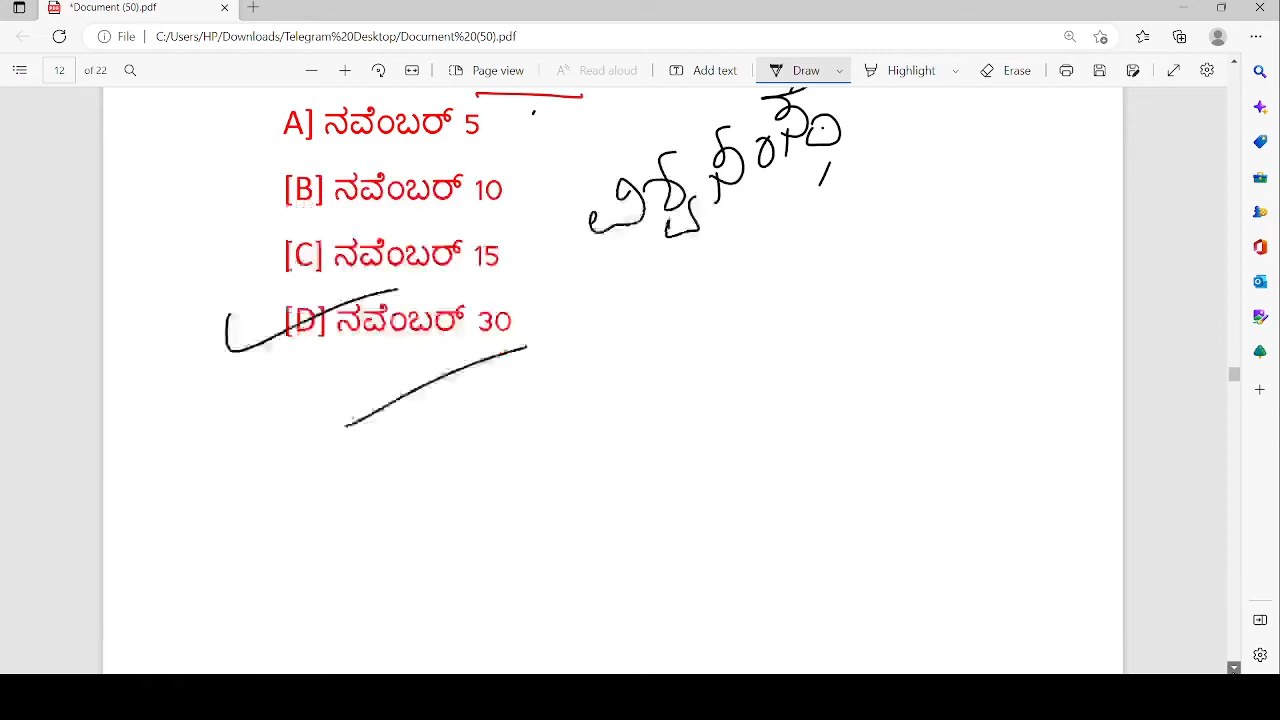 *Document (50).pdf
File
C:/Users/HP/Downloads/Telegram%20Desktop/Document%20(50).pdf
12 of 22
Page view
Read aloud
Add text
Draw
Highlight
Erase
A] ನವೆಂಬರ್ 5
[B] ನವೆಂಬರ್ 10
[C] ನವೆಂಬರ್ 15
[D] ನವೆಂಬರ್ 30
ವಿಶ್ವ